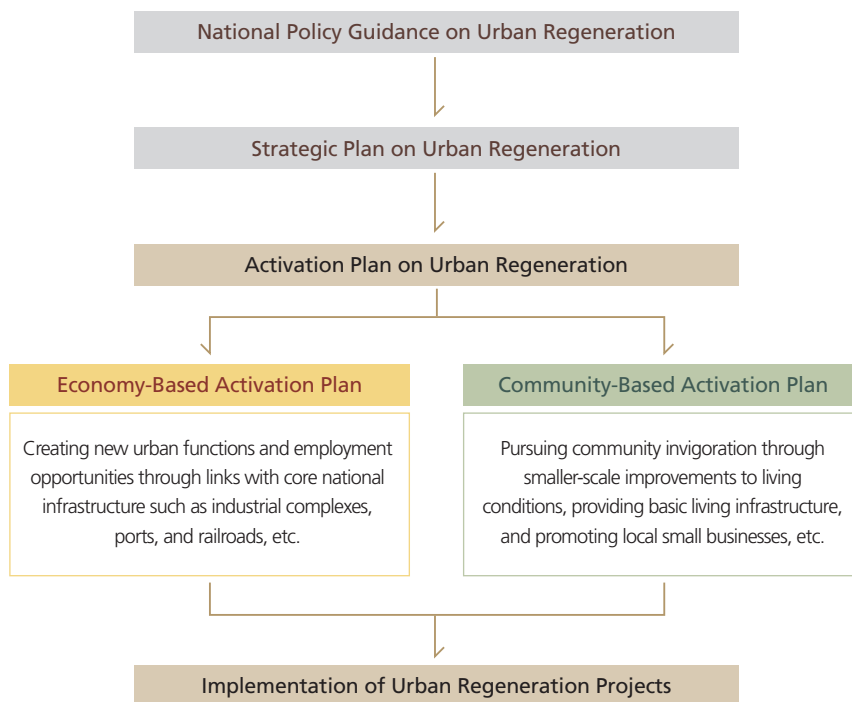 National Policy Guidance on Urban Regeneration
Strategic Plan on Urban Regeneration
Activation Plan on Urban Regeneration
Economy-Based Activation Plan
Creating new urban functions and employment
opportunities through links with core national
infrastructure such as industrial complexes,
ports, and railroads, etc.
Community-Based Activation Plan
Pursuing community invigoration through
smaller-scale improvements to living
conditions, providing basic living infrastructure,
and promoting local small businesses, etc.
Implementation of Urban Regeneration Projects